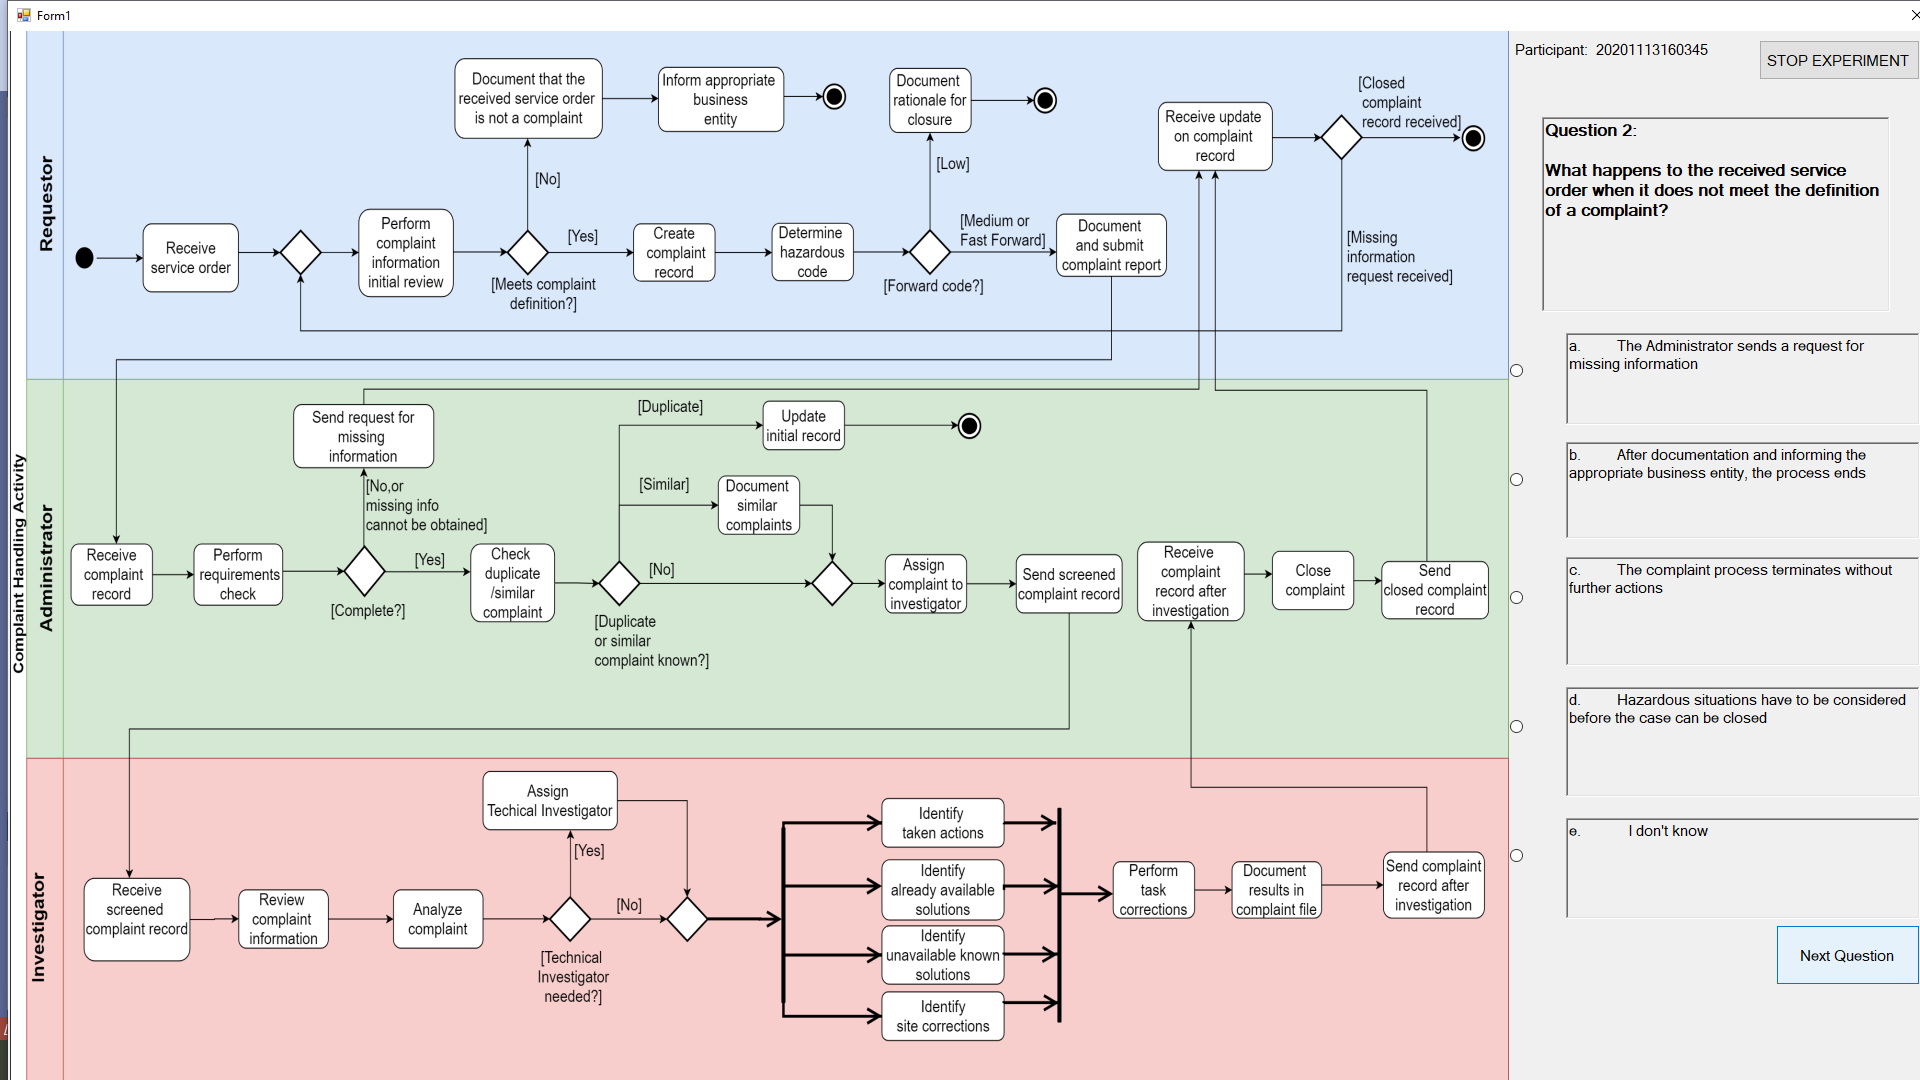 Form1
Participant: 20201113160345
STOP EXPERIMENT
Question 2:
What happens to the received service
order when it does not meet the definition
of a complaint?
a. The Administrator sends a request for
missing information
b. After documentation and informing the
appropriate business entity, the process ends
c. The complaint process terminates without
further actions
d. Hazardous situations have to be considered
before the case can be closed
e. I don't know
Next Question
Complaint Handling Activity
Requestor
Document that the
received service order
is not a complaint
Inform appropriate
business
entity
Document
rationale for
closure
Receive update
on complaint
record
[Closed
complaint
record received]
[No]
[Low]
Receive
service order
Perform
complaint
information
initial review
[Yes]
[Meets complaint
definition?]
Create
complaint
record
Determine
hazardous
code
[Medium or
Fast Forward]
[Forward code?]
Document
and submit
complaint report
[Missing
information
request received]
Administrator
Send request for
missing
information
[Duplicate]
Update
initial record
[No,or
missing info
cannot be obtained]
[Similar]
Document
similar
complaints
Receive
complaint
record
Perform
requirements
check
[Yes]
[Complete?]
Check
duplicate
/similar
complaint
[No]
[Duplicate
or similar
complaint known?]
Assign
complaint to
investigator
Send screened
complaint record
Receive
complaint
record after
investigation
Close
complaint
Send
closed complaint
record
Investigator
Assign
Techical Investigator
[Yes]
Receive
screened
complaint record
Review
complaint
information
Analyze
complaint
[No]
[Technical
Investigator
needed?]
Identify
taken actions
Identify
already available
solutions
Identify
unavailable known
solutions
Identify
site corrections
Perform
task
corrections
Document
results in
complaint file
Send complaint
record after
investigation